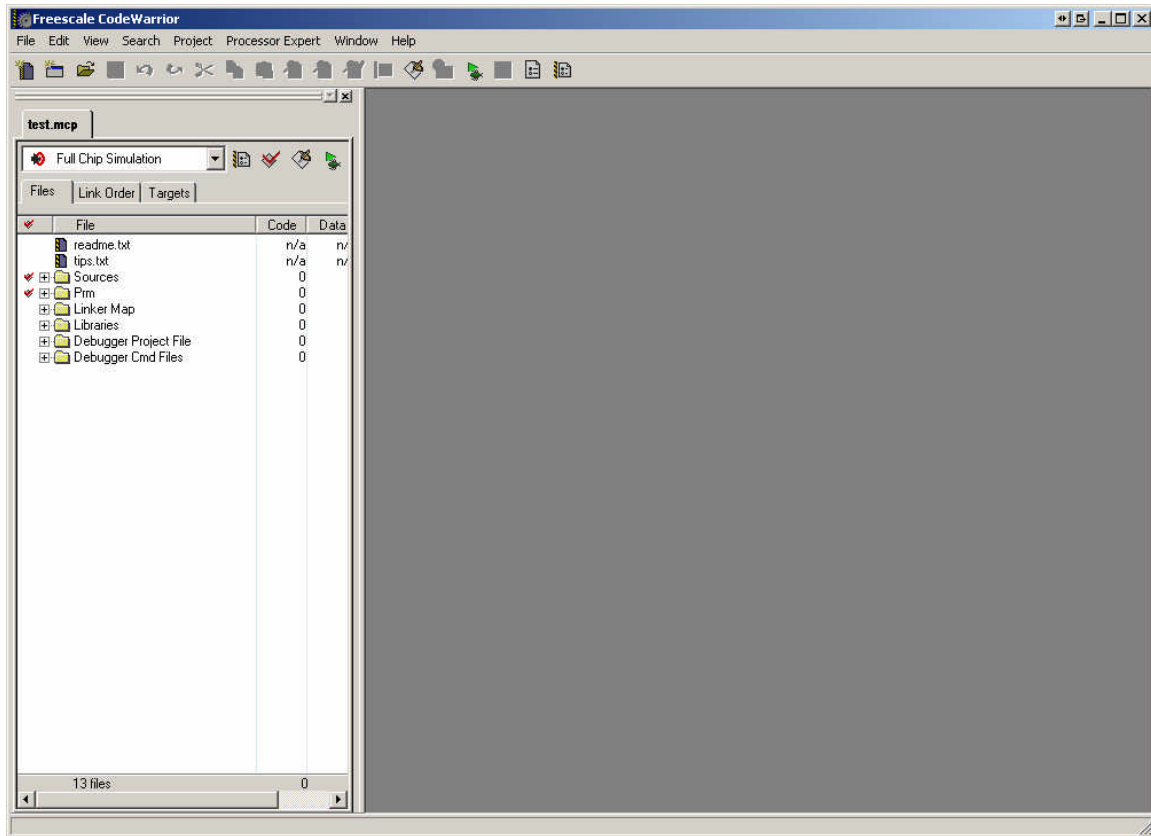 Freescale CodeWarrior
File Edit View Search Project Processor Expert Window Help
test.mcp
Full Chip Simulation
Files Link Order Targets
File Code Data
readme.txt n/a n/
tips.txt n/a n/
Sources 0
Prm 0
Linker Map 0
Libraries 0
Debugger Project File 0
Debugger Cmd Files 0
13 files 0